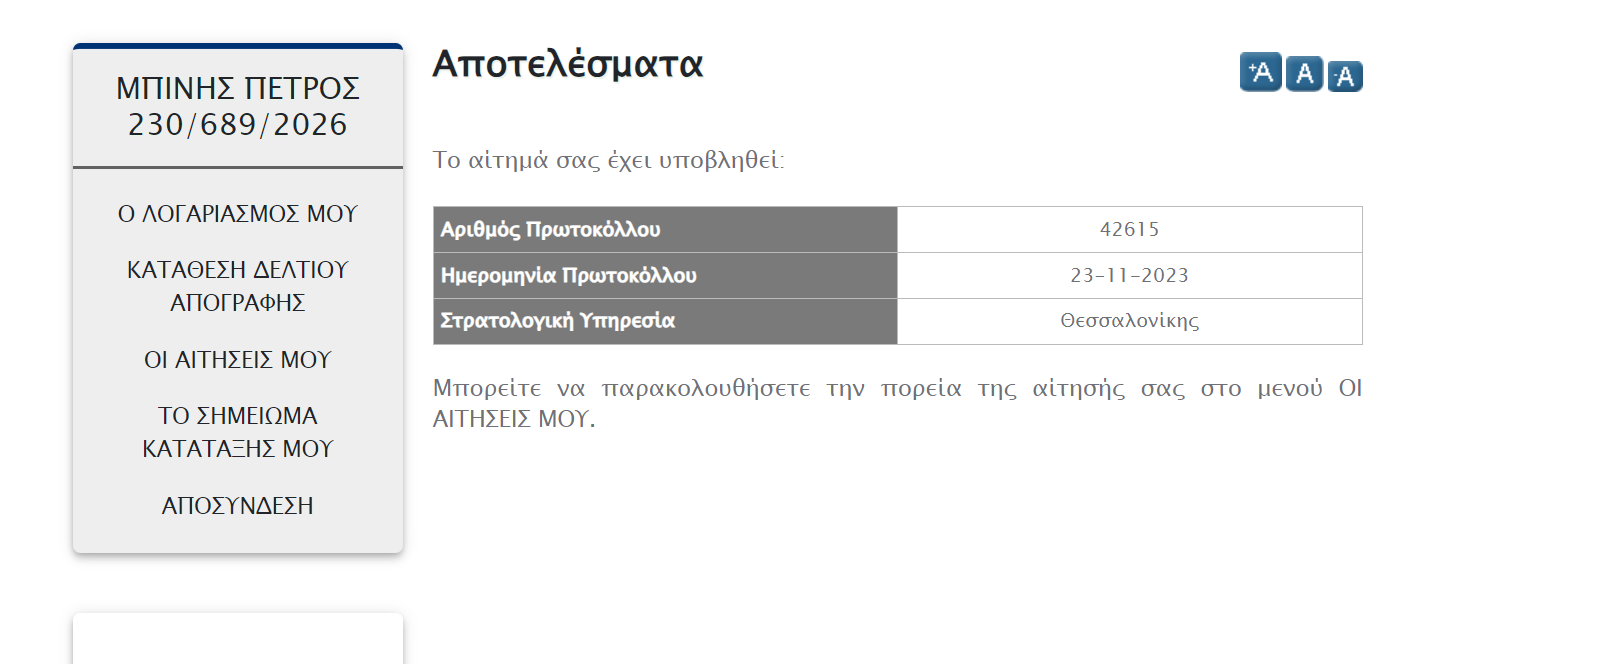 ΜΠΙΝΗΣ ΠΕΤΡΟΣ
230/689/2026
Ο ΛΟΓΑΡΙΑΣΜΟΣ ΜΟΥ
ΚΑΤΑΘΕΣΗ ΔΕΛΤΙΟΥ
ΑΠΟΓΡΑΦΗΣ
ΟΙ ΑΙΤΗΣΕΙΣ ΜΟΥ
ΤΟ ΣΗΜΕΙΩΜΑ
ΚΑΤΑΤΑΞΗΣ ΜΟΥ
ΑΠΟΣΥΝΔΕΣΗ
Αποτελέσματα
+A A -A
Το αίτημά σας έχει υποβληθεί:
Αριθμός Πρωτοκόλλου 42615
Ημερομηνία Πρωτοκόλλου 23-11-2023
Στρατολογική Υπηρεσία Θεσσαλονίκης
Μπορείτε να παρακολουθήσετε την πορεία της αίτησής σας στο μενού ΟΙ
ΑΙΤΗΣΕΙΣ ΜΟΥ.